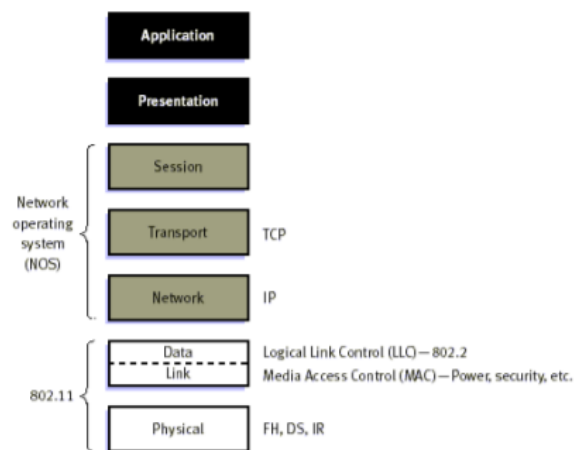 Application
Presentation
Session
Network
operating
system
(NOS)
Transport
TCP
Network
IP
Data
Link
Logical Link Control (LLC)—802.2
Media Access Control (MAC)—Power, security, etc.
802.11
Physical
FH, DS, IR